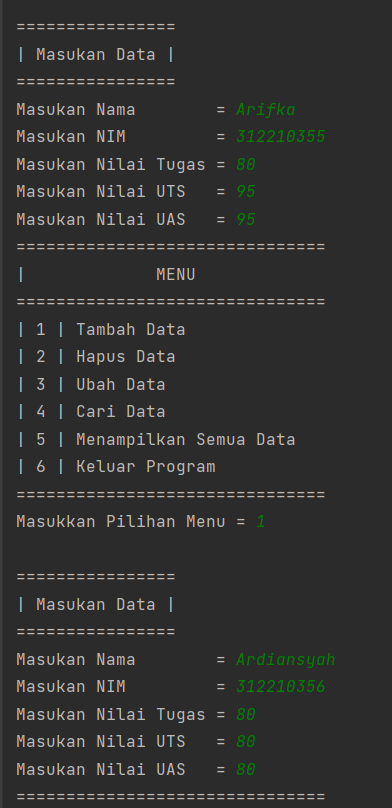 ================
| Masukan Data |
================
Masukan Nama        = Arifka
Masukan NIM         = 312210355
Masukan Nilai Tugas = 80
Masukan Nilai UTS   = 95
Masukan Nilai UAS   = 95
===============================
|             MENU
===============================
| 1 | Tambah Data
| 2 | Hapus Data
| 3 | Ubah Data
| 4 | Cari Data
| 5 | Menampilkan Semua Data
| 6 | Keluar Program
===============================
Masukkan Pilihan Menu = 1

================
| Masukan Data |
================
Masukan Nama        = Ardiansyah
Masukan NIM         = 312210356
Masukan Nilai Tugas = 80
Masukan Nilai UTS   = 80
Masukan Nilai UAS   = 80
===============================